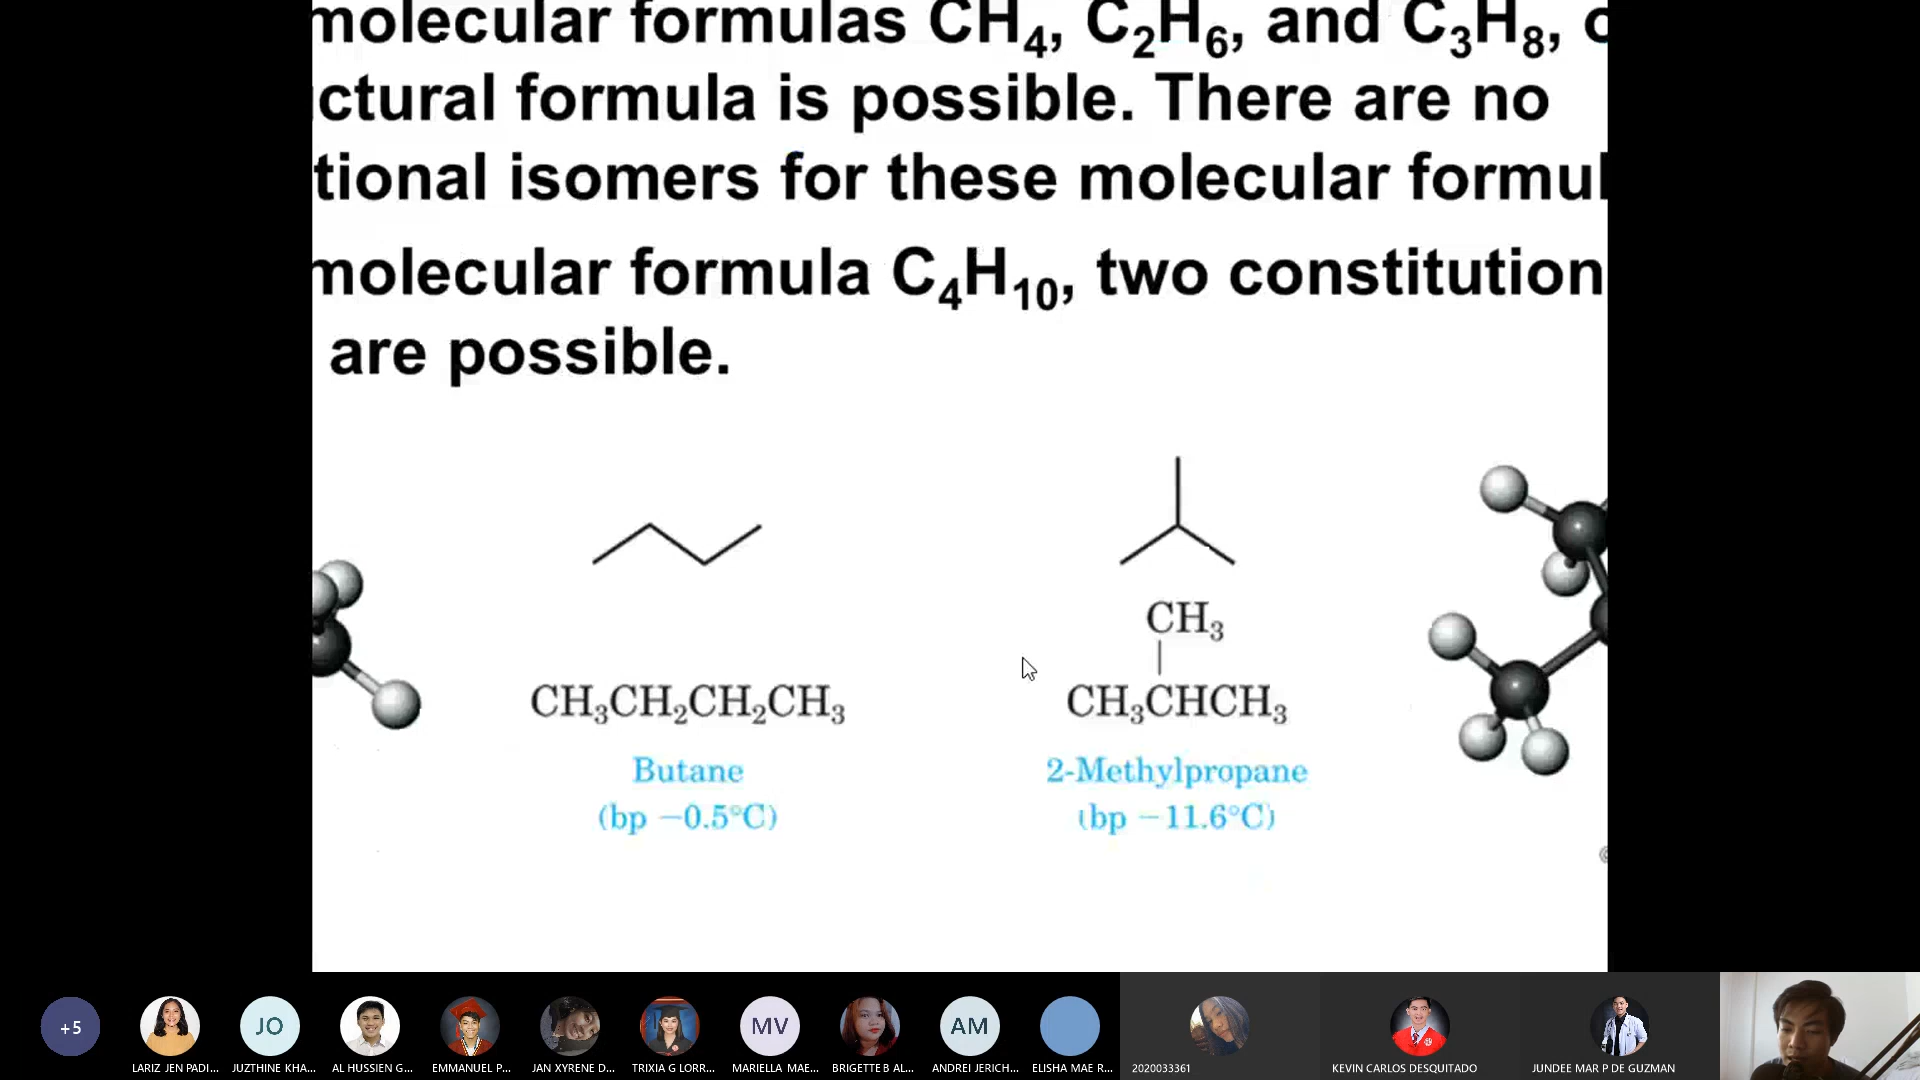 molecular formulas CH₄, C₂H₆, and C₃H₈, o
ctural formula is possible. There are no
tional isomers for these molecular formul
molecular formula C₄H₁₀, two constitution
are possible.
CH₃
CH₃CH₂CH₂CH₃
CH₃CHCH₃
Butane
2-Methylpropane
(bp −0.5°C)
(bp −11.6°C)
+5
JO
MV
AM
LARIZ JEN PADI...
JUZTHINE KHA...
AL HUSSIEN G...
EMMANUEL P...
JAN XYRENE D...
TRIXIA G LORR...
MARIELLA MAE...
BRIGETTE B AL...
ANDREI JERICH...
ELISHA MAE R...
2020033361
KEVIN CARLOS DESQUITADO
JUNDEE MAR P DE GUZMAN